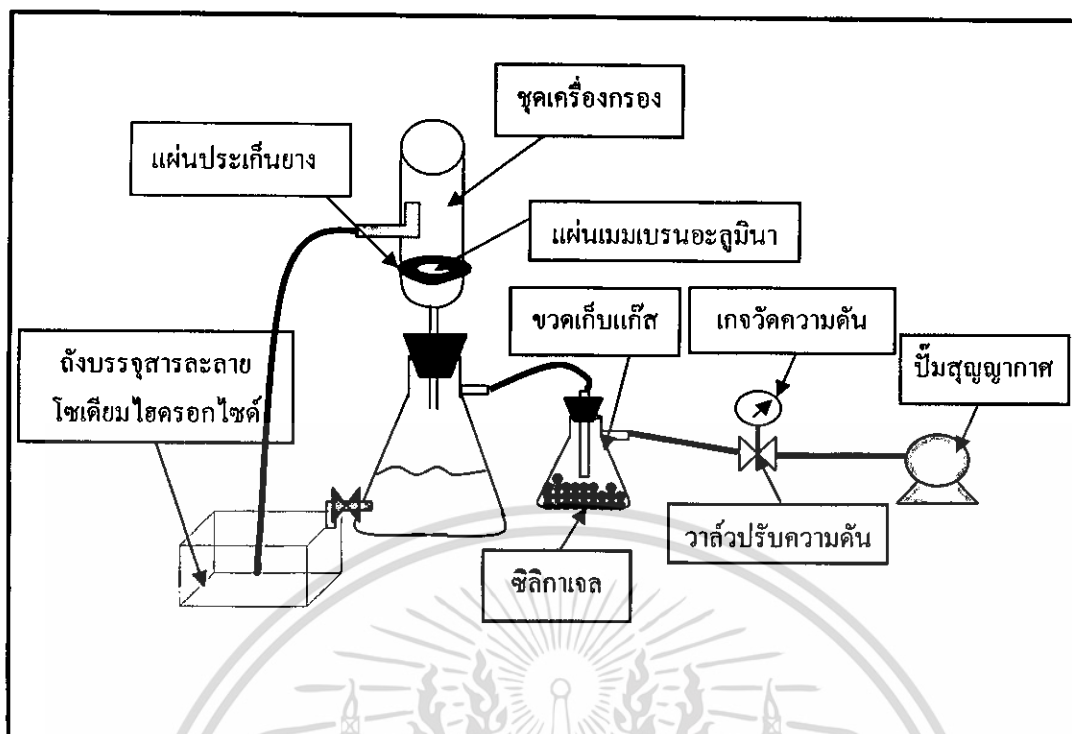 ชุดเครื่องกรอง
แผ่นประเก็นยาง
แผ่นเมมเบรนอะลูมินา
ขวดเก็บแก๊ส
เกจวัดความดัน
ปั๊มสุญญากาศ
ถังบรรจุสารละลาย
โซเดียมไฮดรอกไซด์
วาล์วปรับความดัน
ซิลิกาเจล